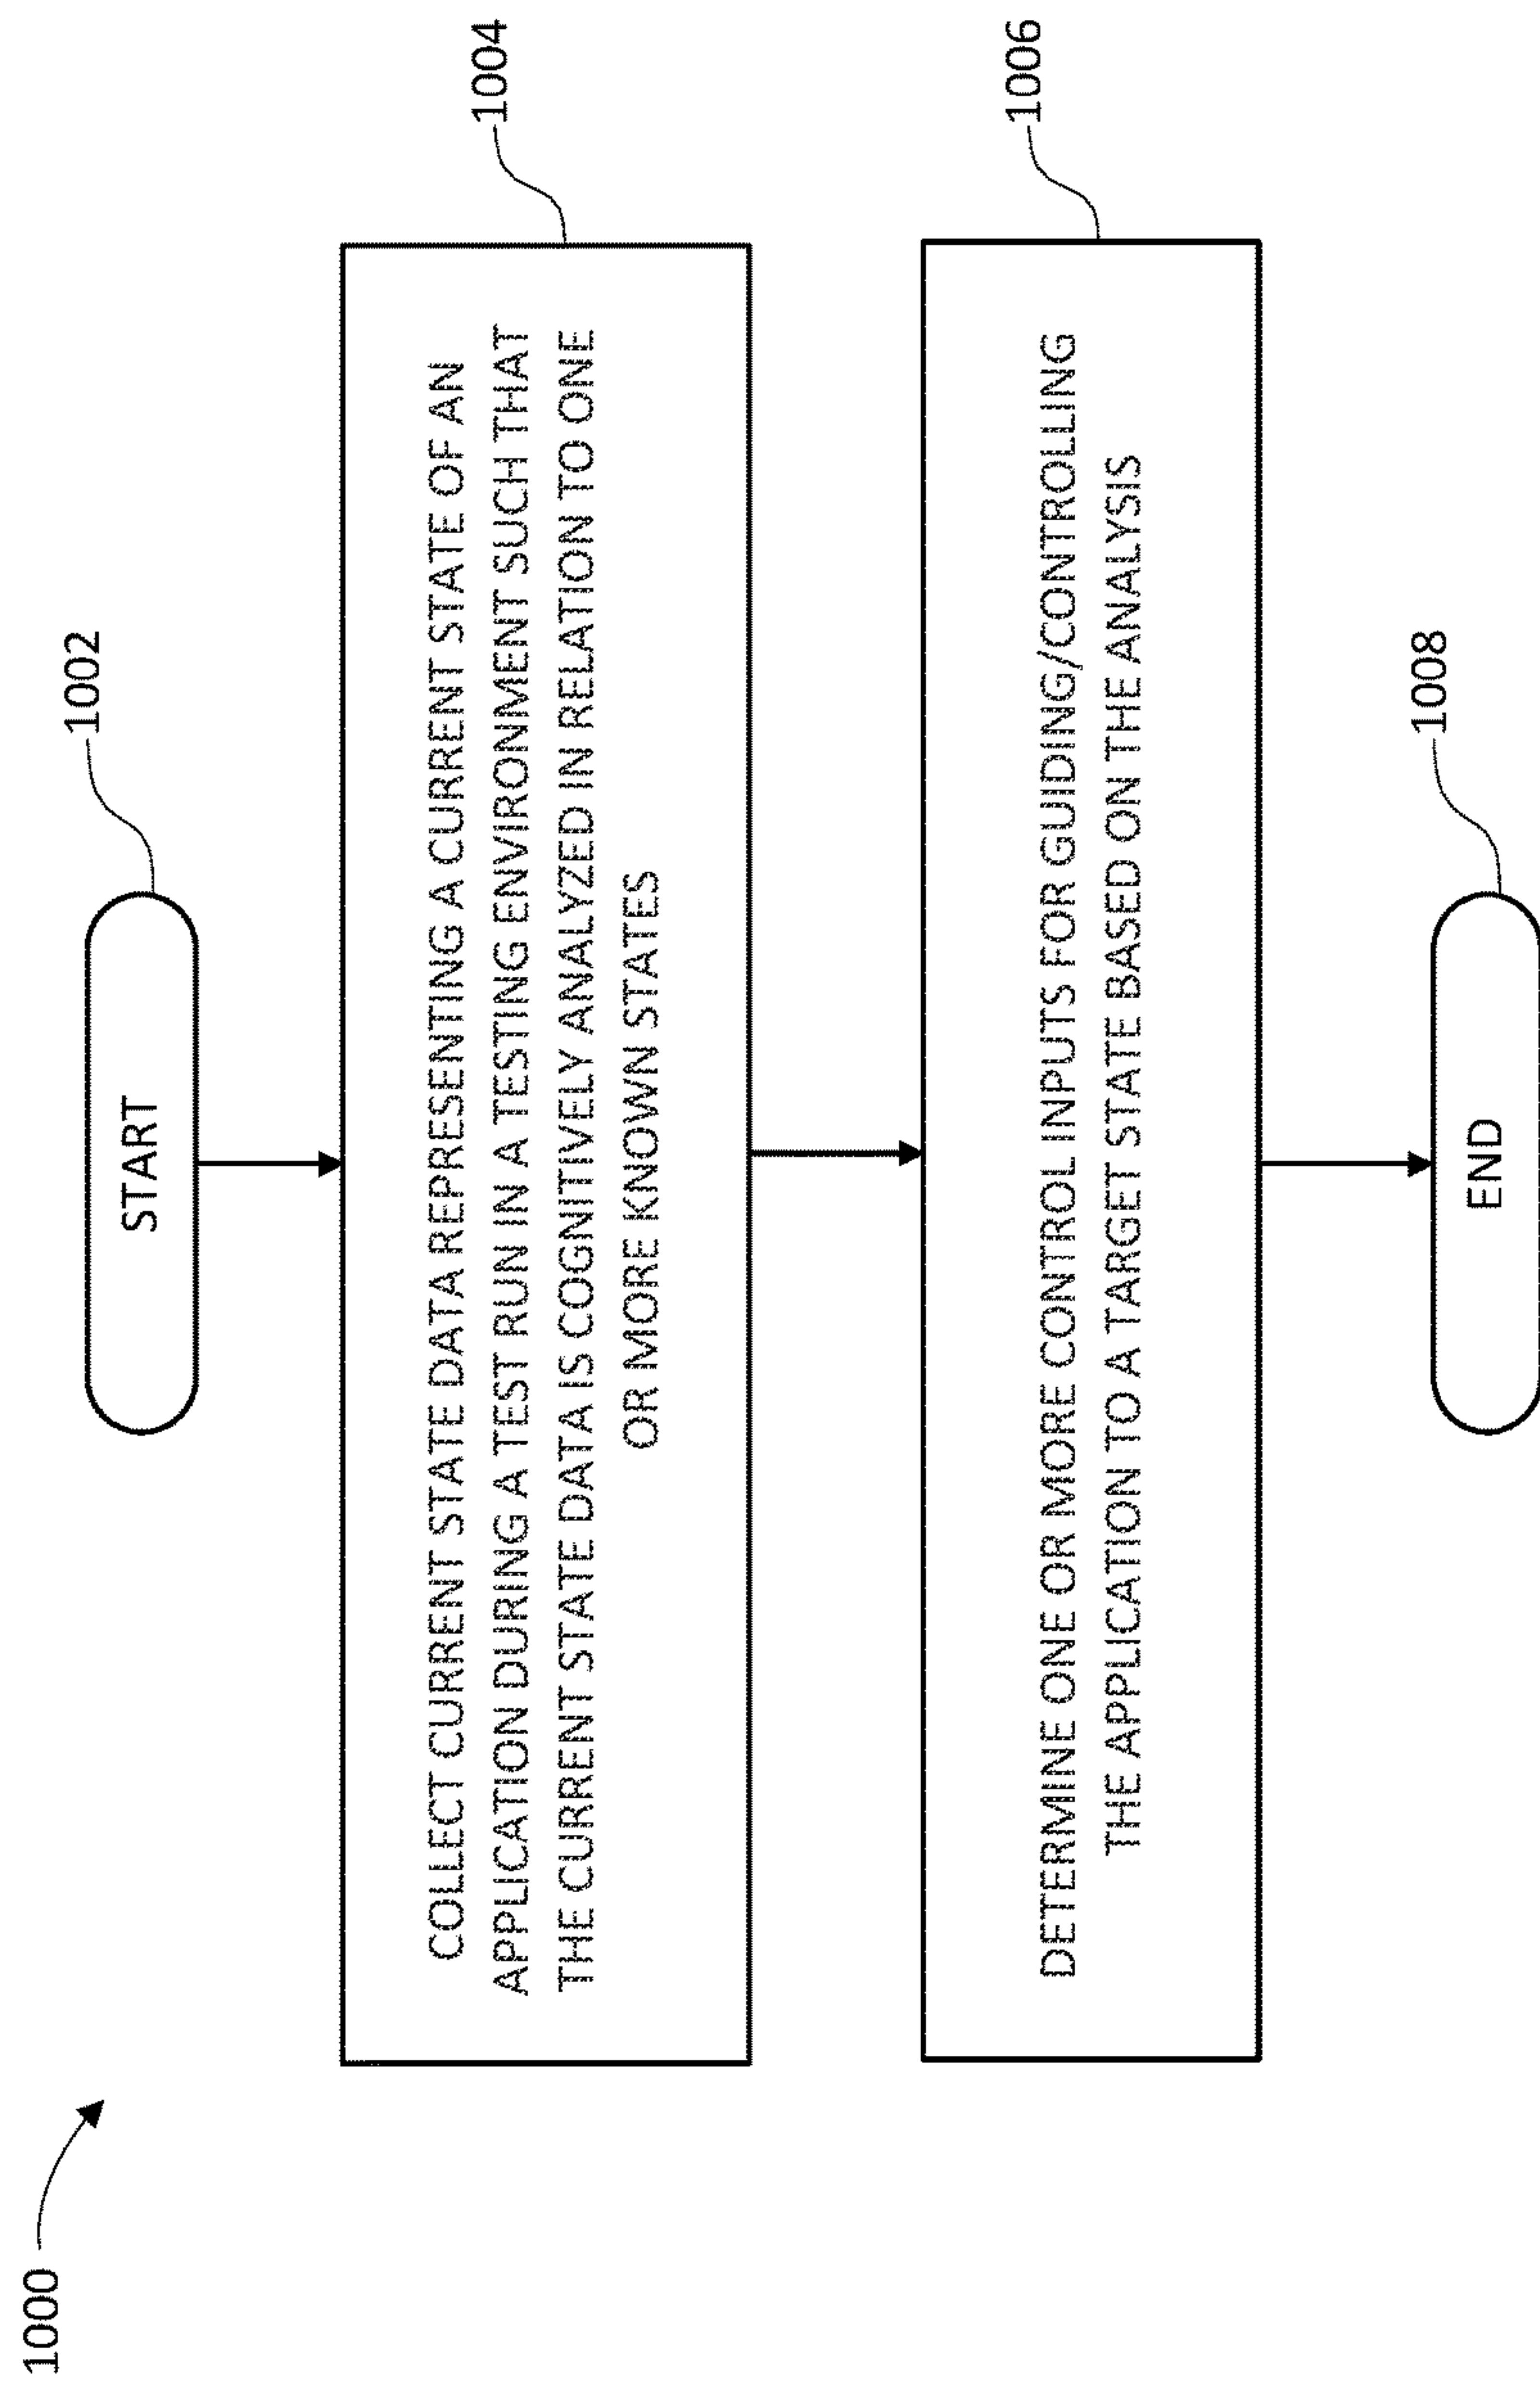 1000
START
1002
COLLECT CURRENT STATE DATA REPRESENTING A CURRENT STATE OF AN
APPLICATION DURING A TEST RUN IN A TESTING ENVIRONMENT SUCH THAT
THE CURRENT STATE DATA IS COGNITIVELY ANALYZED IN RELATION TO ONE
OR MORE KNOWN STATES
1004
DETERMINE ONE OR MORE CONTROL INPUTS FOR GUIDING/CONTROLLING
THE APPLICATION TO A TARGET STATE BASED ON THE ANALYSIS
1006
END
1008